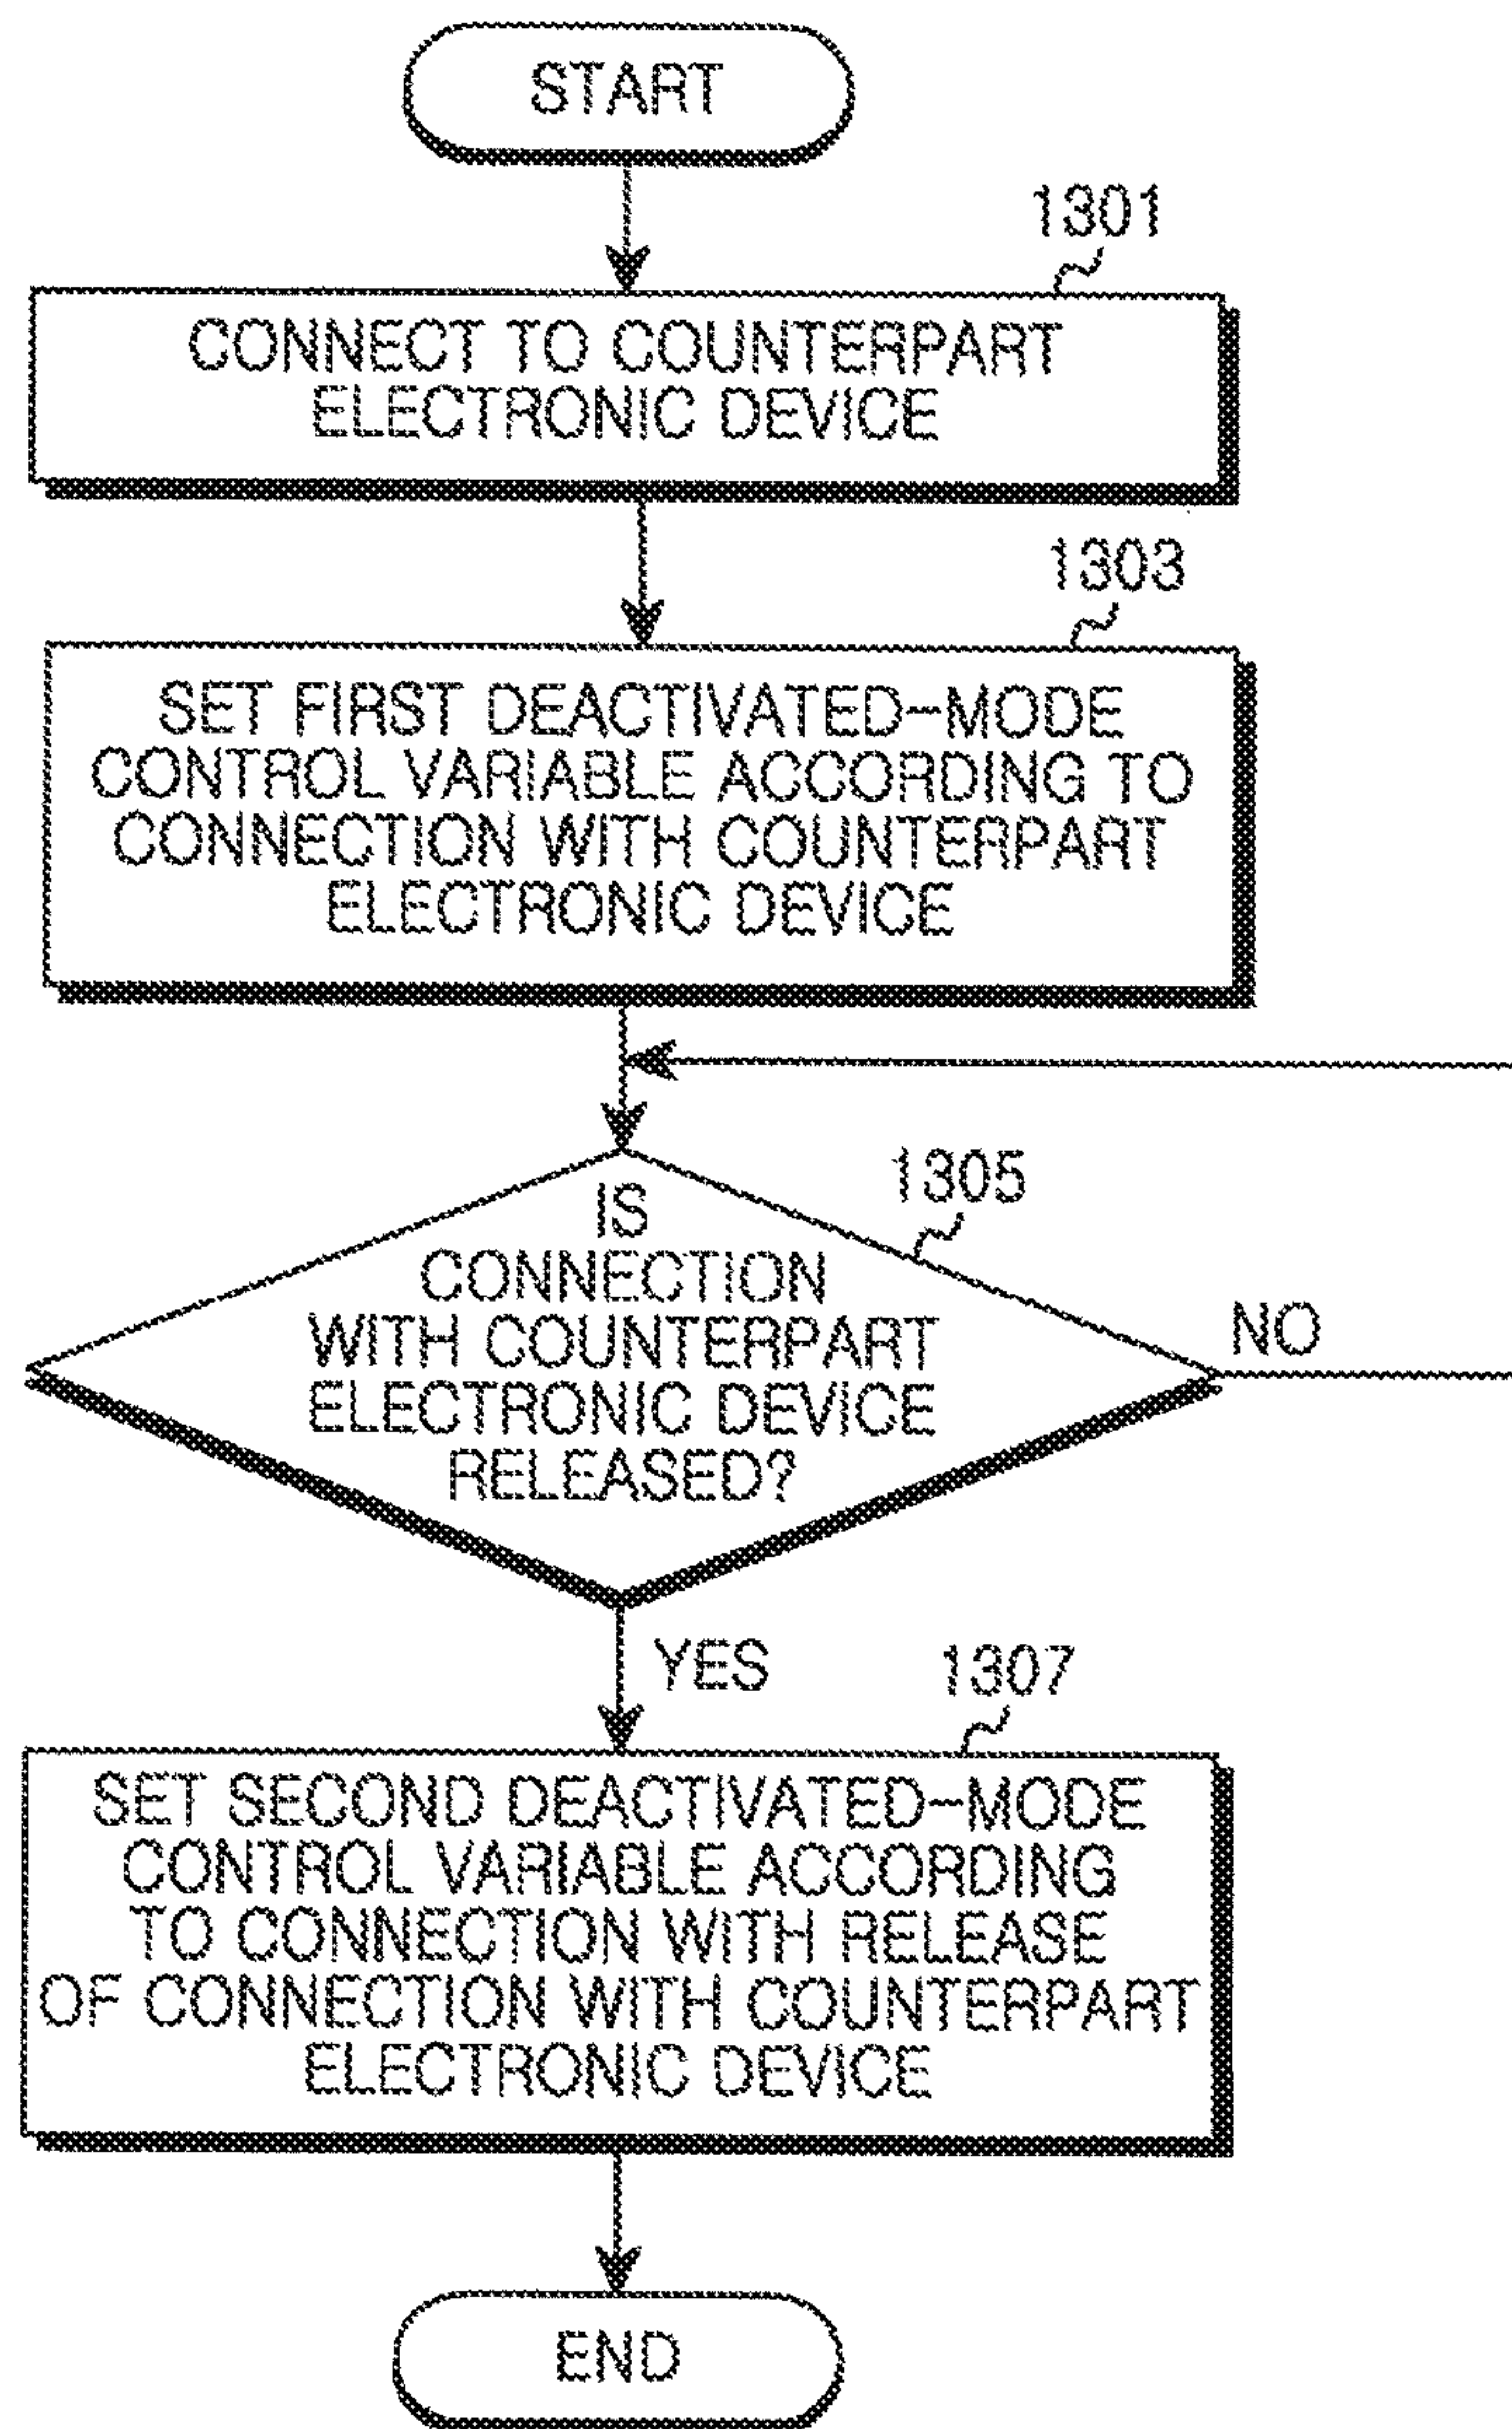 START
1301
CONNECT TO COUNTERPART
ELECTRONIC DEVICE
1303
SET FIRST DEACTIVATED-MODE
CONTROL VARIABLE ACCORDING TO
CONNECTION WITH COUNTERPART
ELECTRONIC DEVICE
1305
IS
CONNECTION
WITH COUNTERPART
ELECTRONIC DEVICE
RELEASED?
NO
YES
1307
SET SECOND DEACTIVATED-MODE
CONTROL VARIABLE ACCORDING
TO CONNECTION WITH RELEASE
OF CONNECTION WITH COUNTERPART
ELECTRONIC DEVICE
END